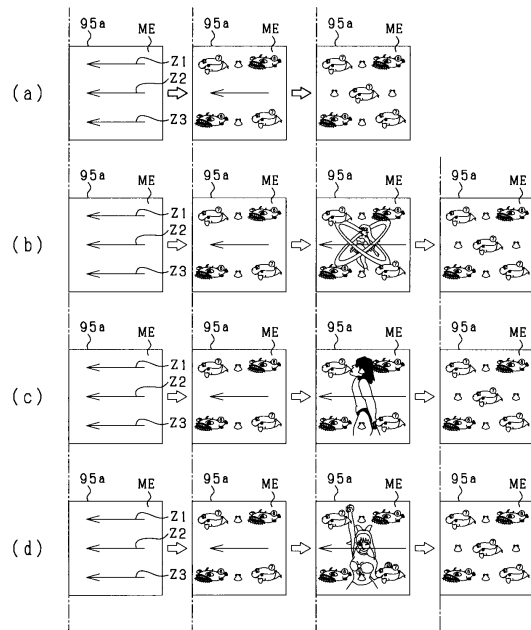 95a ME 95a ME 95a ME
(a) Z1 Z2 Z3
95a ME 95a ME 95a ME 95a ME
(b) Z1 Z2 Z3
95a ME 95a ME 95a ME 95a ME
(c) Z1 Z2 Z3
95a ME 95a ME 95a ME 95a ME
(d) Z1 Z2 Z3